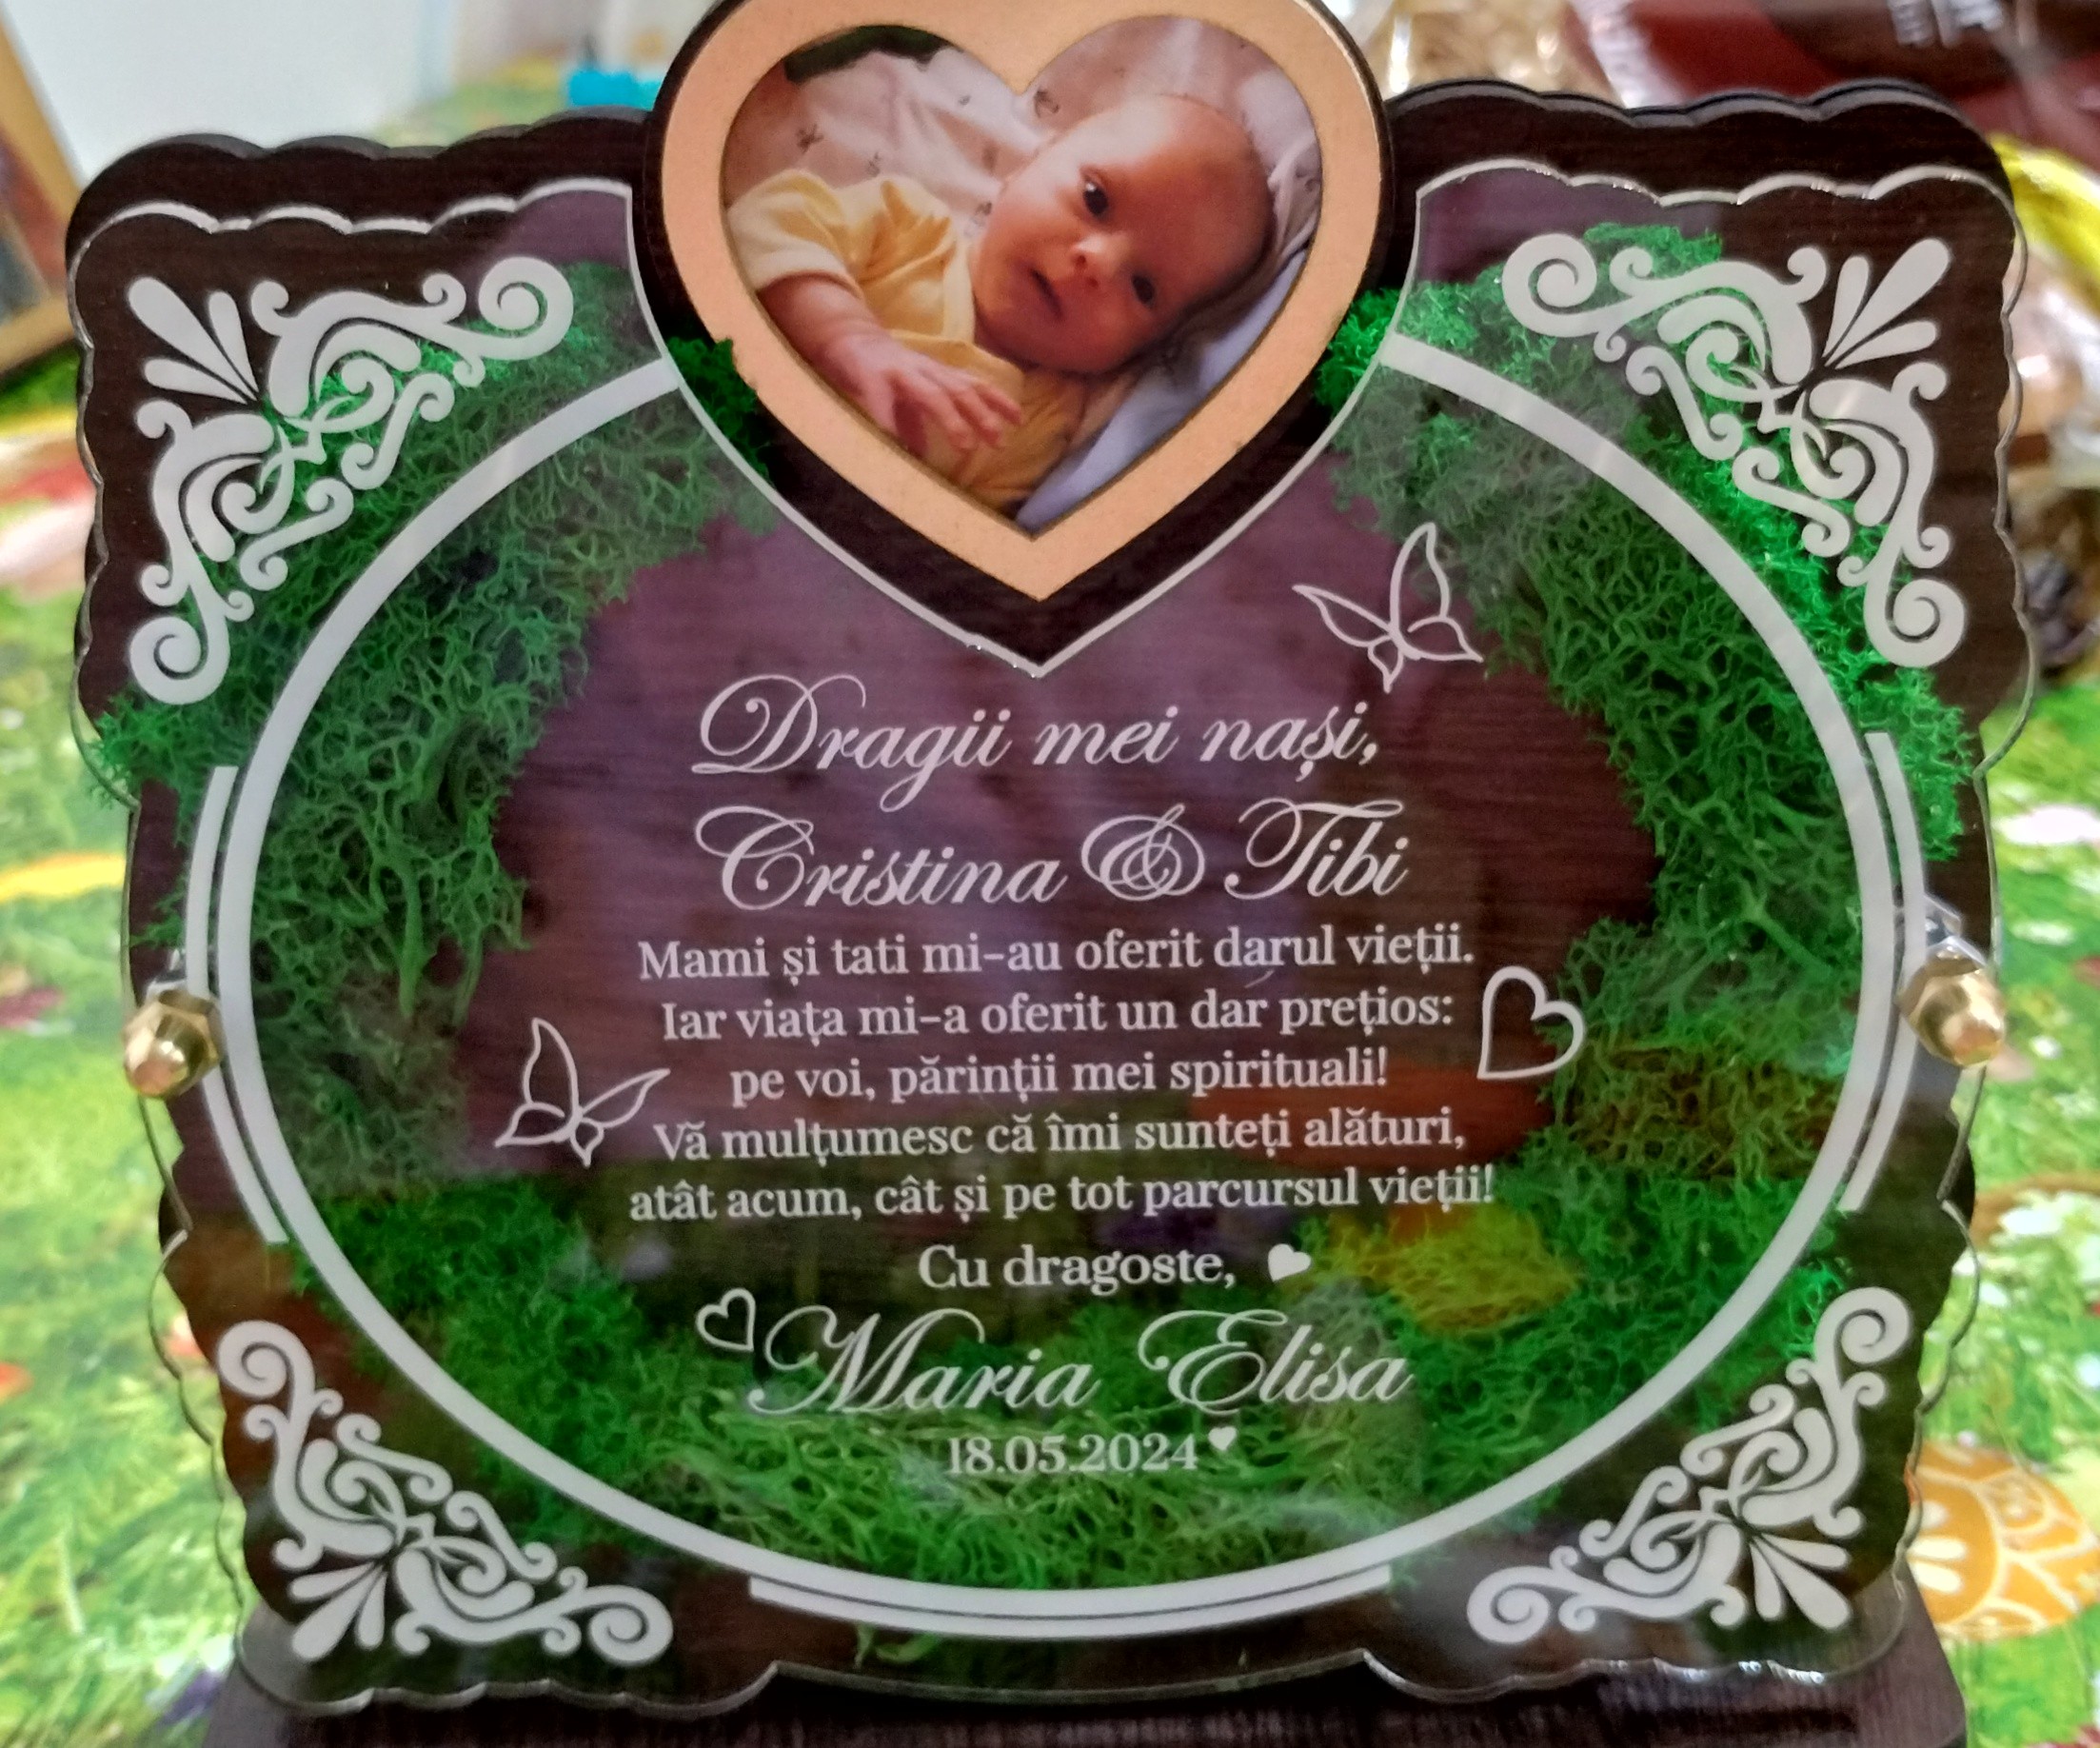 Dragii mei nași,
Cristina & Tibi
Mami și tati mi-au oferit darul vieții.
Iar viața mi-a oferit un dar prețios:
pe voi, părinții mei spirituali!
Vă mulțumesc că îmi sunteți alături,
atât acum, cât și pe tot parcursul vieții!
Cu dragoste,
Maria Elisa
18.05.2024